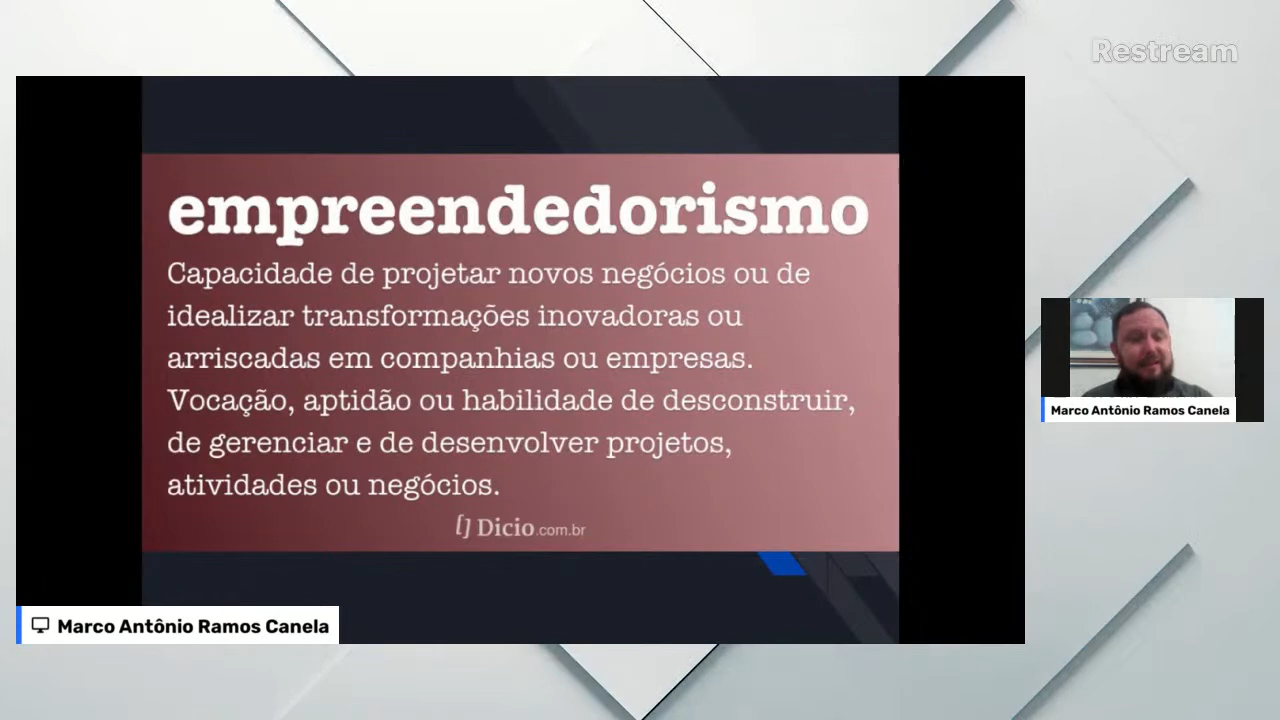 Restream
empreendedorismo
Capacidade de projetar novos negócios ou de
idealizar transformações inovadoras ou
arriscadas em companhias ou empresas.
Vocação, aptidão ou habilidade de desconstruir,
de gerenciar e de desenvolver projetos,
atividades ou negócios.
[] Dicio.com.br
Marco Antônio Ramos Canela
Marco Antônio Ramos Canela